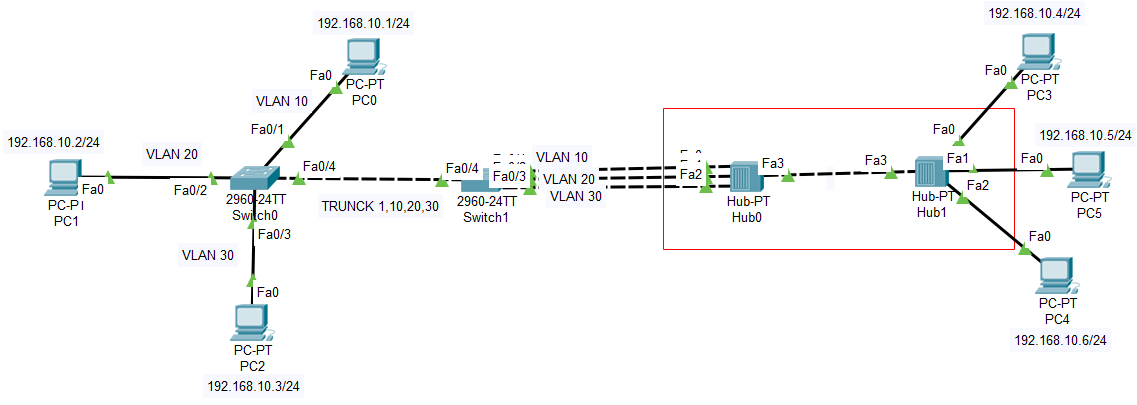 192.168.10.1/24
Fa0
PC-PT
PC0
VLAN 10
Fa0/1
192.168.10.2/24
VLAN 20
Fa0
Fa0/2
PC1
Fa0/4
2960-24TT
Switch0
TRUNCK 1,10,20,30
Fa0/3
VLAN 30
Fa0
PC-PT
PC2
192.168.10.3/24
Fa0/4
Fa0/3
2960-24TT
Switch1
VLAN 10
VLAN 20
VLAN 30
Fa2
Fa3
Hub-PT
Hub0
Fa3
Hub-PT
Hub1
Fa0
Fa1
Fa2
192.168.10.4/24
Fa0
PC-PT
PC3
192.168.10.5/24
Fa0
PC-PT
PC5
Fa0
PC-PT
PC4
192.168.10.6/24